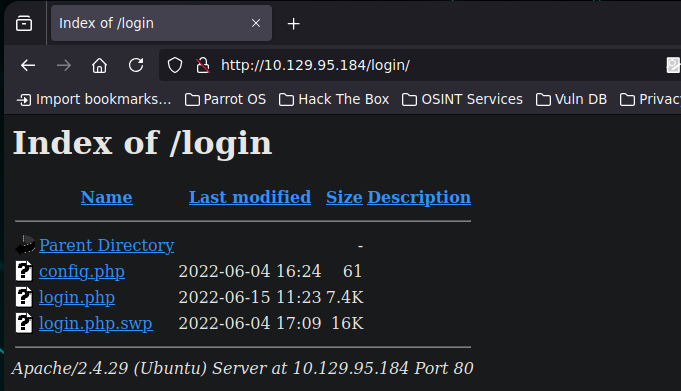 Index of /login
http://10.129.95.184/login/
Import bookmarks... Parrot OS Hack The Box OSINT Services Vuln DB Privac
Index of /login
Name Last modified Size Description
Parent Directory -
config.php 2022-06-04 16:24 61
login.php 2022-06-15 11:23 7.4K
login.php.swp 2022-06-04 17:09 16K
Apache/2.4.29 (Ubuntu) Server at 10.129.95.184 Port 80